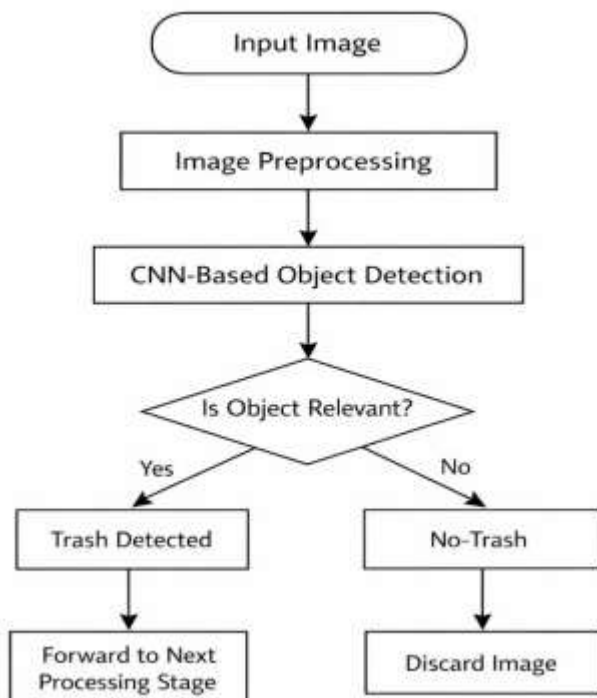 Input Image
Image Preprocessing
CNN-Based Object Detection
Is Object Relevant?
Yes
No
Trash Detected
No-Trash
Forward to Next
Processing Stage
Discard Image